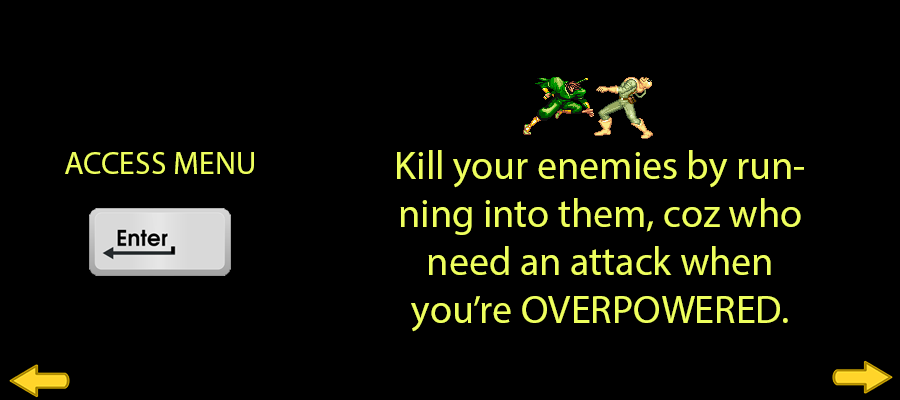 ACCESS MENU
Enter
Kill your enemies by run-
ning into them, coz who
need an attack when
you're OVERPOWERED.